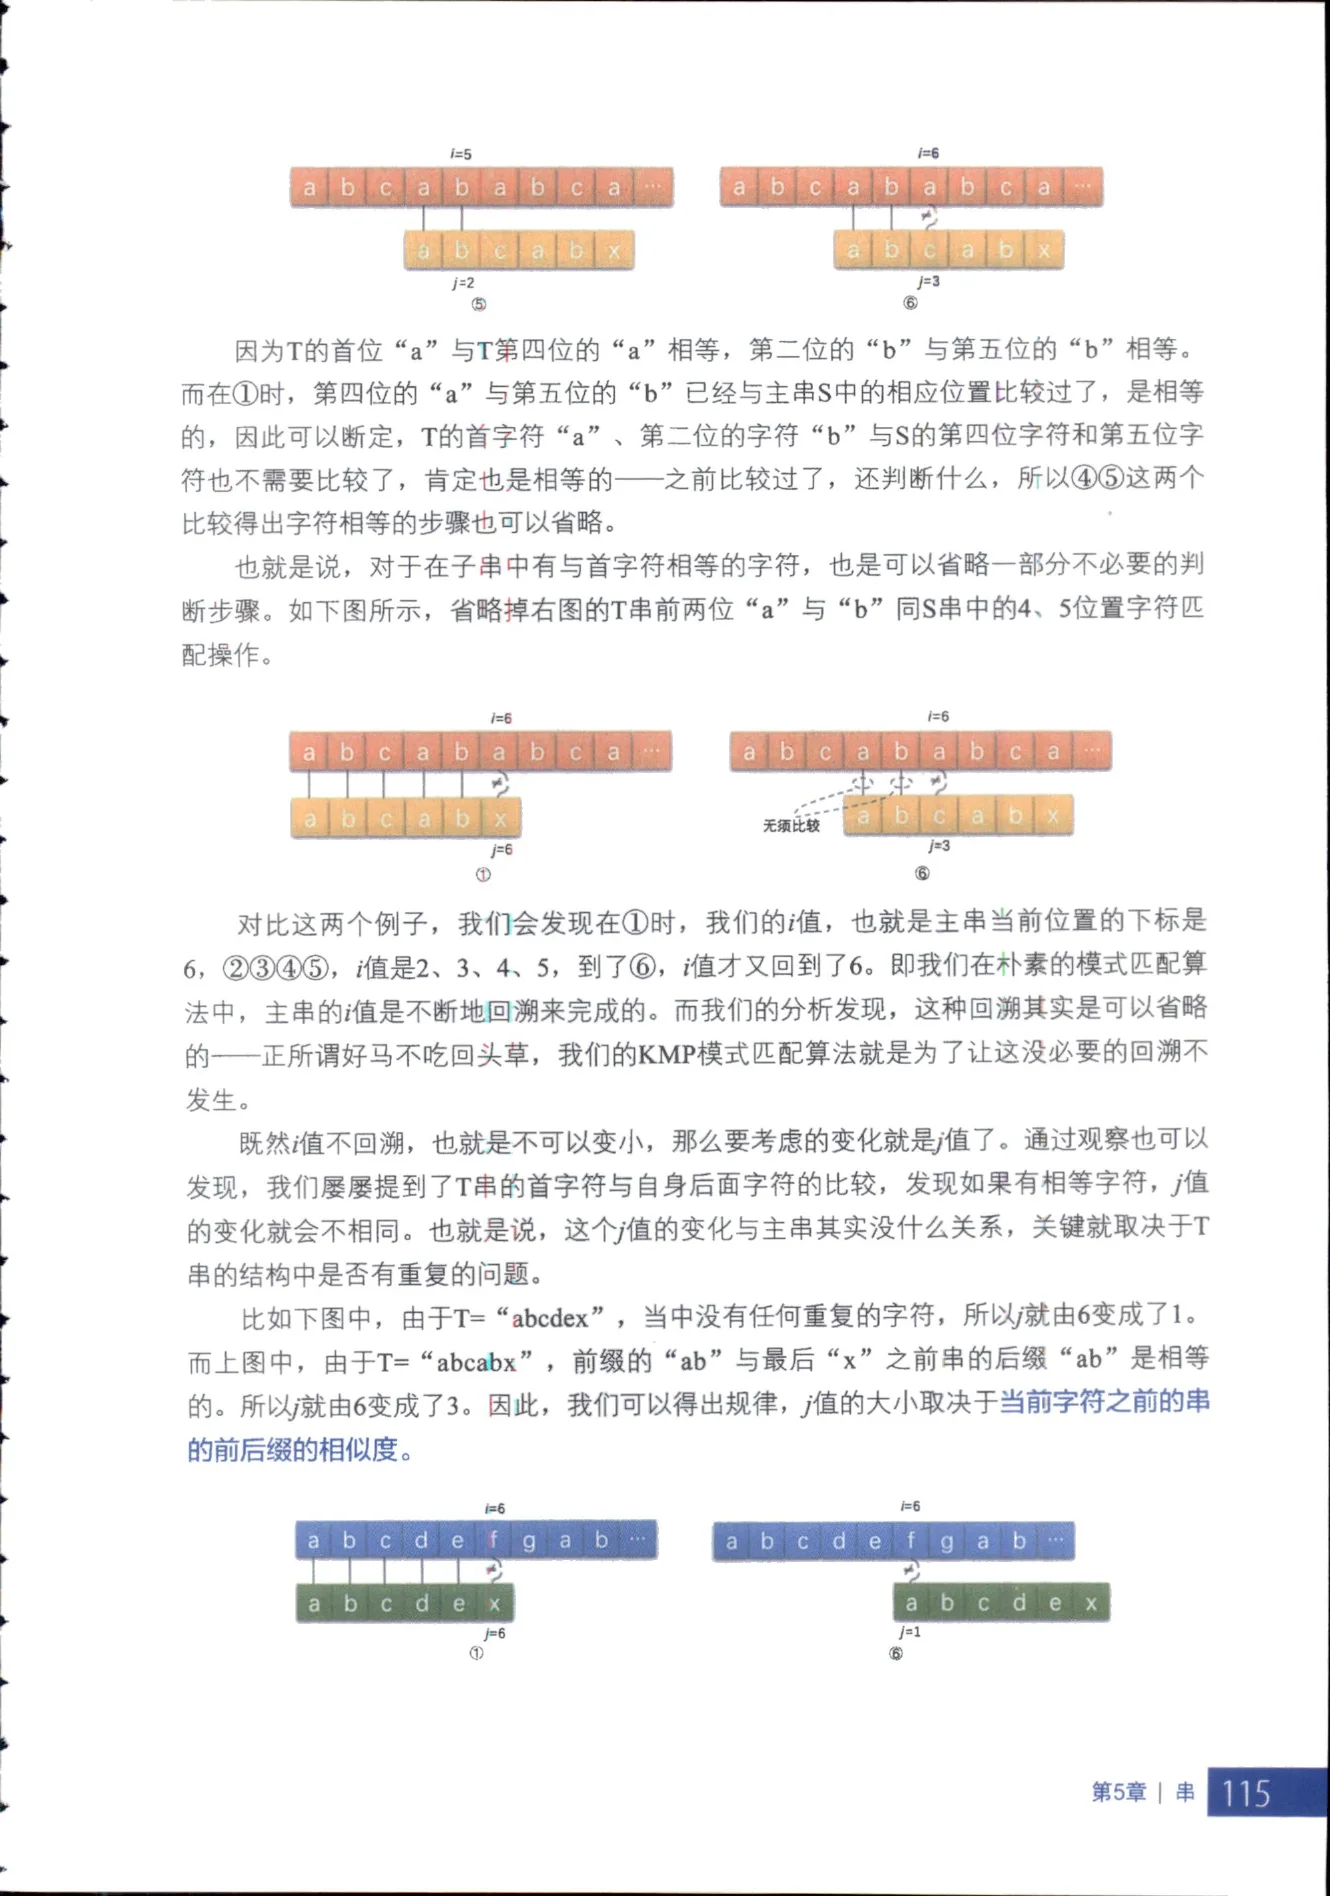 i=5
i=6
a b c a b a b c a …
a b c a b a b c a …
≠
a b c a b x
a b c a b x
j=2
j=3
⑤
⑥
因为T的首位“a”与T第四位的“a”相等，第二位的“b”与第五位的“b”相等。
而在①时，第四位的“a”与第五位的“b”已经与主串S中的相应位置比较过了，是相等
的，因此可以断定，T的首字符“a”、第二位的字符“b”与S的第四位字符和第五位字
符也不需要比较了，肯定也是相等的——之前比较过了，还判断什么，所以④⑤这两个
比较得出字符相等的步骤也可以省略。
也就是说，对于在子串中有与首字符相等的字符，也是可以省略一部分不必要的判
断步骤。如下图所示，省略掉右图的T串前两位“a”与“b”同S串中的4、5位置字符匹
配操作。
i=6
i=6
a b c a b a b c a …
a b c a b a b c a …
≠
≠
a b c a b x
无须比较
a b c a b x
j=6
j=3
①
⑥
对比这两个例子，我们会发现在①时，我们的i值，也就是主串当前位置的下标是
6，②③④⑤，i值是2、3、4、5，到了⑥，i值才又回到了6。即我们在朴素的模式匹配算
法中，主串的i值是不断地回溯来完成的。而我们的分析发现，这种回溯其实是可以省略
的——正所谓好马不吃回头草，我们的KMP模式匹配算法就是为了让这没必要的回溯不
发生。
既然i值不回溯，也就是不可以变小，那么要考虑的变化就是j值了。通过观察也可以
发现，我们屡屡提到了T串的首字符与自身后面字符的比较，发现如果有相等字符，j值
的变化就会不相同。也就是说，这个j值的变化与主串其实没什么关系，关键就取决于T
串的结构中是否有重复的问题。
比如下图中，由于T=“abcdex”，当中没有任何重复的字符，所以j就由6变成了1。
而上图中，由于T=“abcabx”，前缀的“ab”与最后“x”之前串的后缀“ab”是相等
的。所以j就由6变成了3。因此，我们可以得出规律，j值的大小取决于当前字符之前的串
的前后缀的相似度。
i=6
i=6
a b c d e f g a b …
a b c d e f g a b …
≠
≠
a b c d e x
a b c d e x
j=6
j=1
①
⑥
第5章 | 串 115